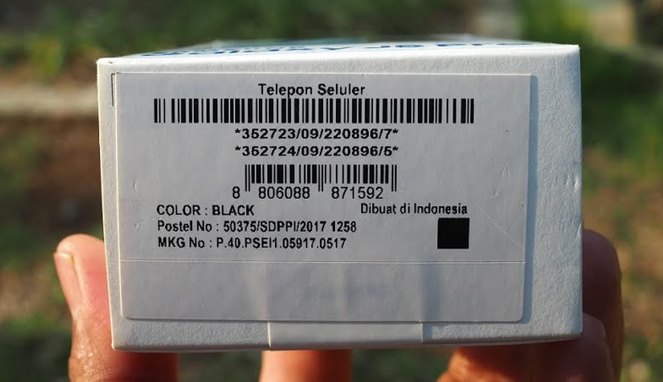 Telepon Seluler
*352723/09/220896/7*
*352724/09/220896/5*
8 806088 871592
COLOR : BLACK
Dibuat di Indonesia
Postel No : 50375/SDPPI/2017 1258
MKG No : P.40.PSEI1.05917.0517